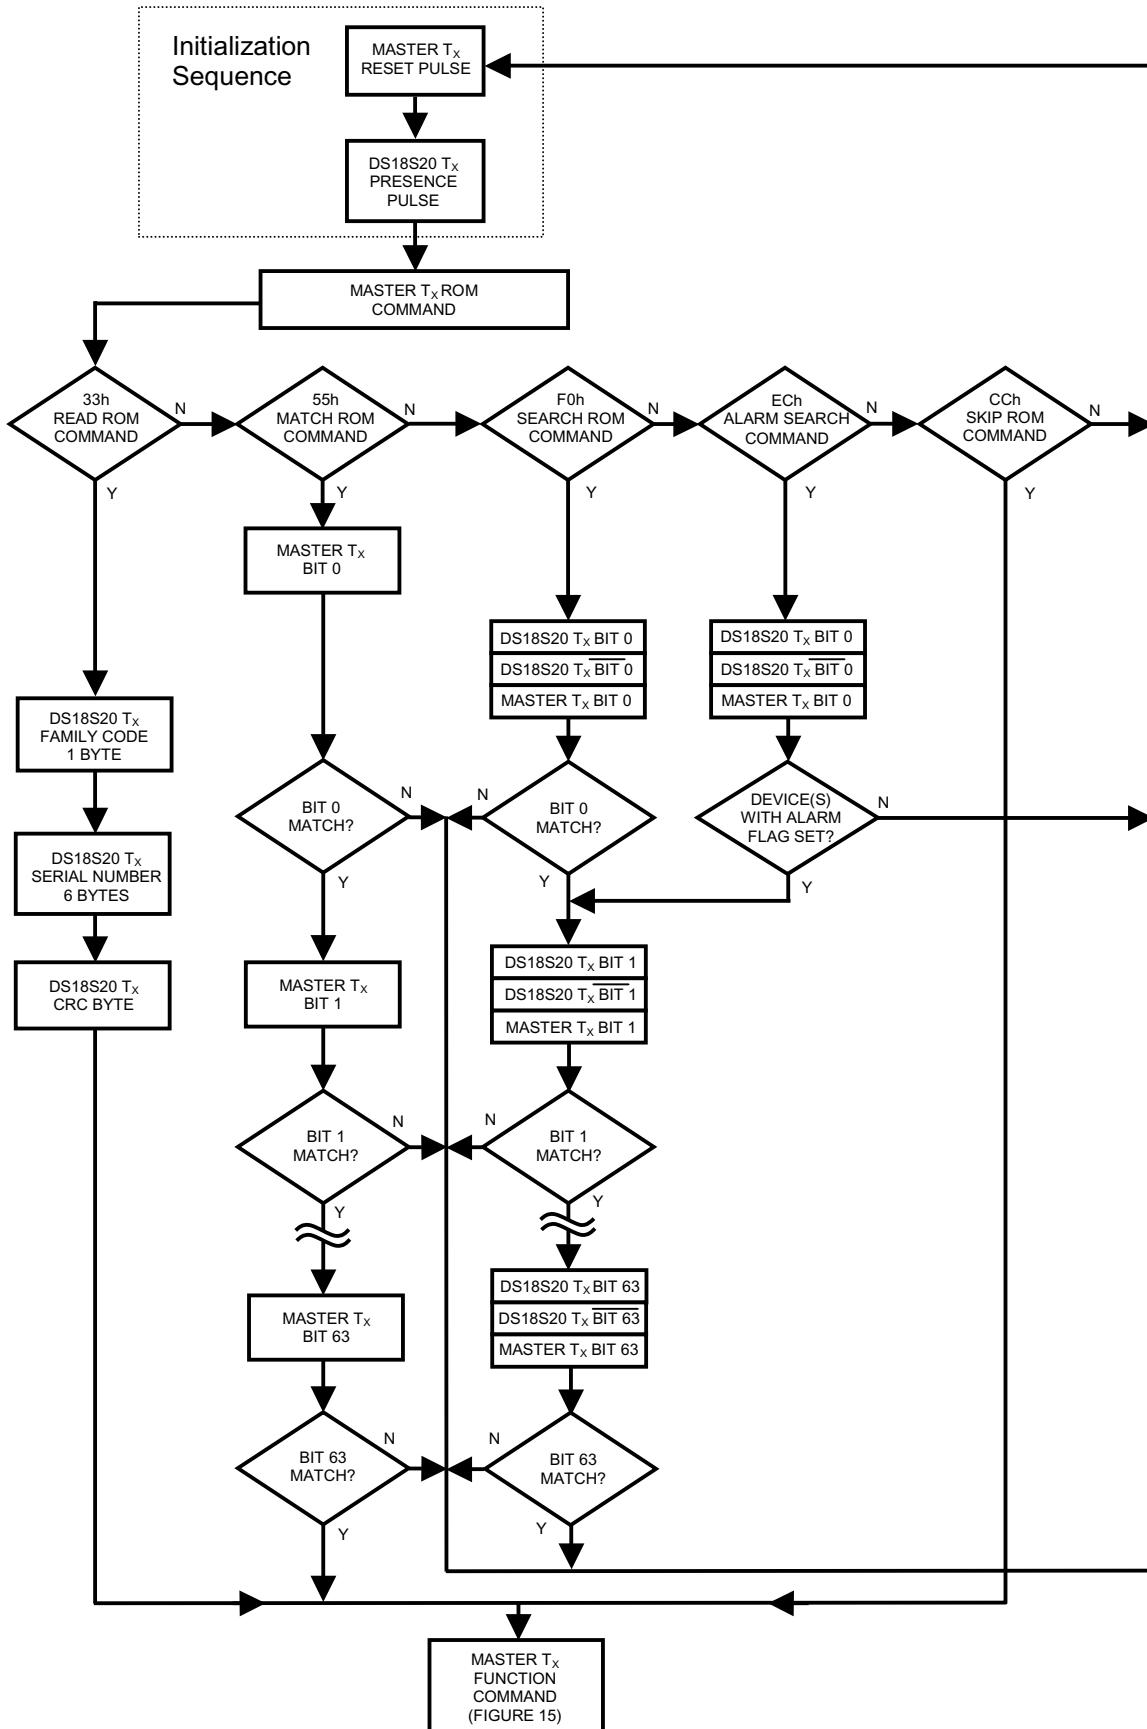 Initialization
Sequence
MASTER TX
RESET PULSE
DS18S20 TX
PRESENCE
PULSE
MASTER TX ROM
COMMAND
33h
READ ROM
COMMAND
N
Y
55h
MATCH ROM
COMMAND
N
Y
F0h
SEARCH ROM
COMMAND
N
Y
ECh
ALARM SEARCH
COMMAND
N
Y
CCh
SKIP ROM
COMMAND
N
Y
MASTER TX
BIT 0
DS18S20 TX BIT 0
DS18S20 TX BIT 0
MASTER TX BIT 0
DS18S20 TX BIT 0
DS18S20 TX BIT 0
MASTER TX BIT 0
DS18S20 TX
FAMILY CODE
1 BYTE
BIT 0
MATCH?
N
Y
BIT 0
MATCH?
N
Y
DEVICE(S)
WITH ALARM
FLAG SET?
N
Y
DS18S20 TX
SERIAL NUMBER
6 BYTES
DS18S20 TX
CRC BYTE
MASTER TX
BIT 1
DS18S20 TX BIT 1
DS18S20 TX BIT 1
MASTER TX BIT 1
BIT 1
MATCH?
N
Y
BIT 1
MATCH?
N
Y
MASTER TX
BIT 63
DS18S20 TX BIT 63
DS18S20 TX BIT 63
MASTER TX BIT 63
BIT 63
MATCH?
N
Y
BIT 63
MATCH?
N
Y
MASTER TX
FUNCTION
COMMAND
(FIGURE 15)